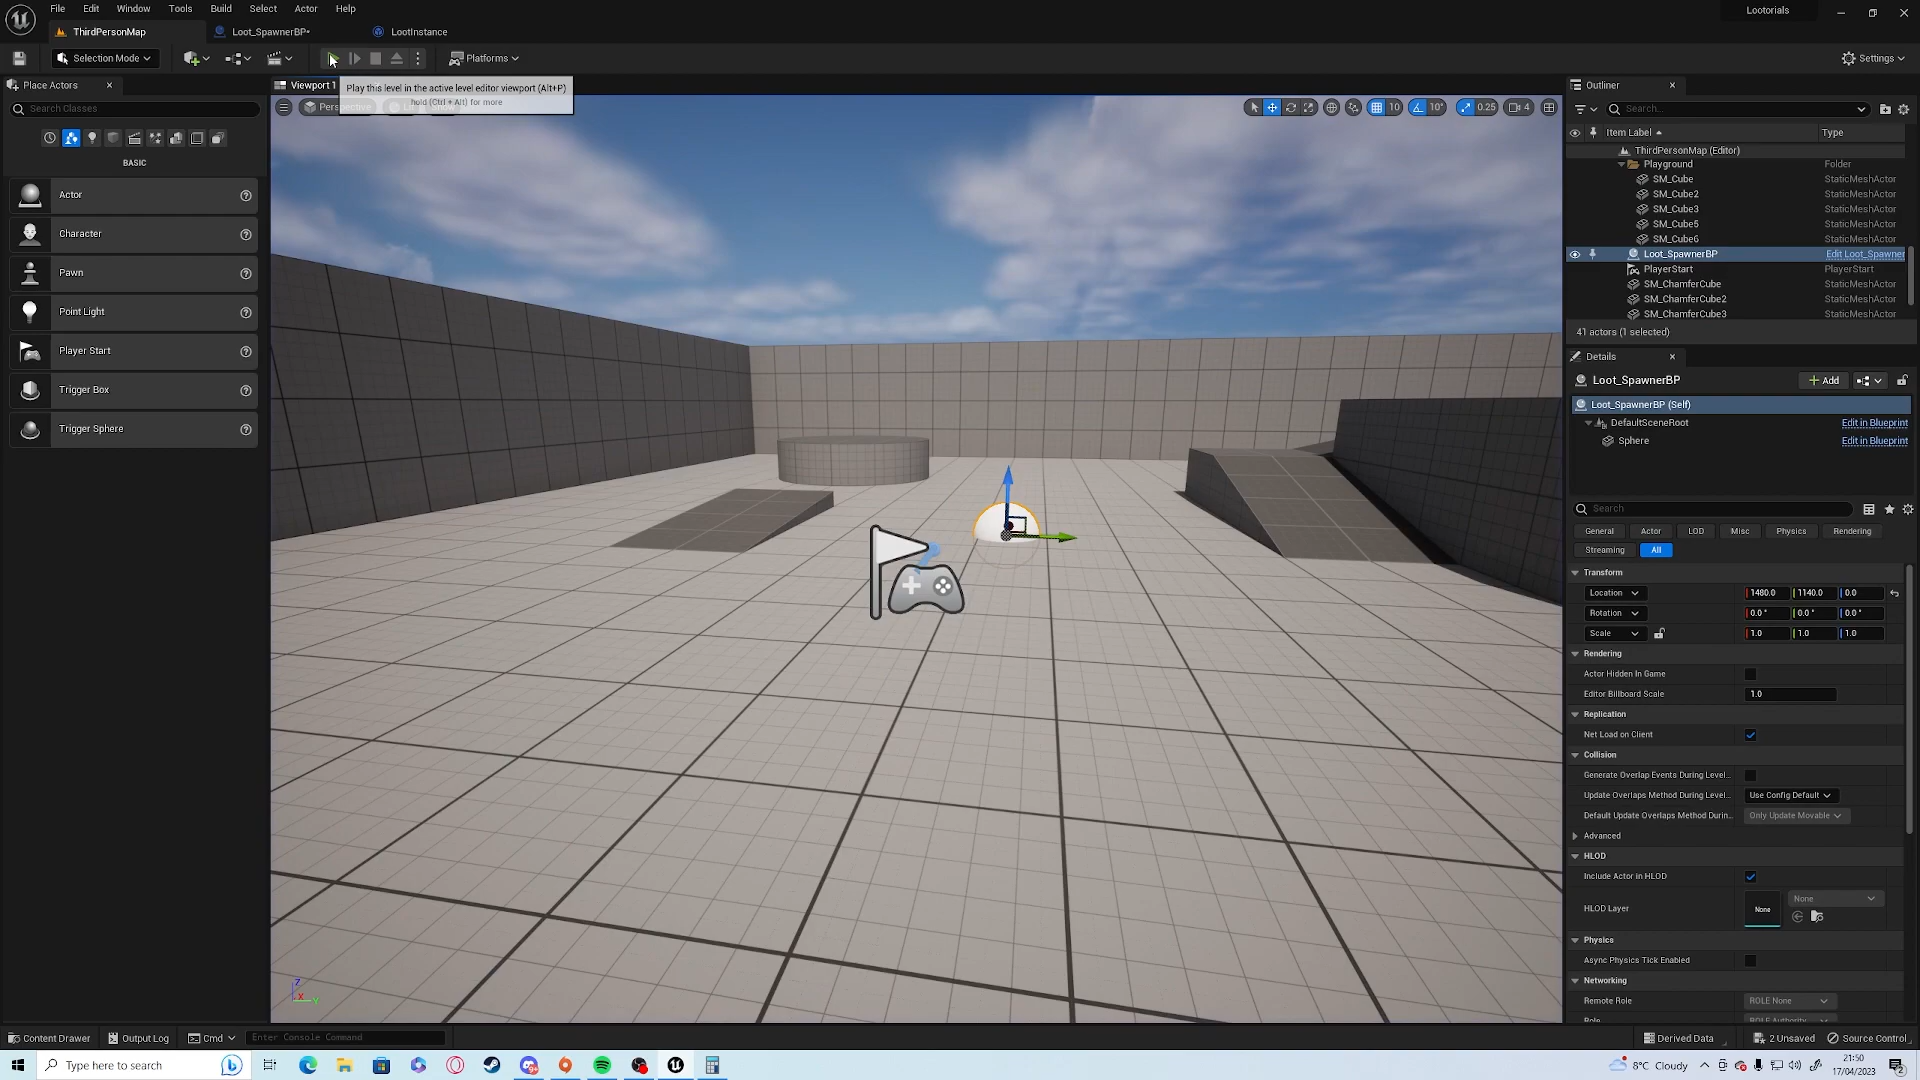 File Edit Window Tools Build Select Actor Help
Lootorials
ThirdPersonMap
Loot_SpawnerBP*
LootInstance
Selection Mode
Platforms
Settings
Place Actors
Viewport 1
Play this level in the active level editor viewport (Alt+P)
hold (Ctrl + Alt) for more
Search Classes
10
10°
0.25
4
BASIC
Actor
Character
Pawn
Point Light
Player Start
Trigger Box
Trigger Sphere
Outliner
Search...
Item Label
Type
ThirdPersonMap (Editor)
Playground Folder
SM_Cube StaticMeshActor
SM_Cube2 StaticMeshActor
SM_Cube3 StaticMeshActor
SM_Cube5 StaticMeshActor
SM_Cube6 StaticMeshActor
Loot_SpawnerBP Edit Loot_Spawner
PlayerStart PlayerStart
SM_ChamferCube StaticMeshActor
SM_ChamferCube2 StaticMeshActor
SM_ChamferCube3 StaticMeshActor
41 actors (1 selected)
Details
Loot_SpawnerBP
Add
Loot_SpawnerBP (Self)
DefaultSceneRoot Edit in Blueprint
Sphere Edit in Blueprint
Search
General Actor LOD Misc Physics Rendering
Streaming All
Transform
Location 1480.0 1140.0 0.0
Rotation 0.0° 0.0° 0.0°
Scale 1.0 1.0 1.0
Rendering
Actor Hidden In Game
Editor Billboard Scale 1.0
Replication
Net Load on Client
Collision
Generate Overlap Events During Level...
Update Overlaps Method During Level... Use Config Default
Default Update Overlaps Method Durin... Only Update Movable
Advanced
HLOD
Include Actor in HLOD
HLOD Layer None None
Physics
Async Physics Tick Enabled
Networking
Remote Role ROLE None
Z
X
Y
Content Drawer Output Log Cmd Enter Console Command
Derived Data 2 Unsaved Source Control
Type here to search
8°C Cloudy
21:50
17/04/2023